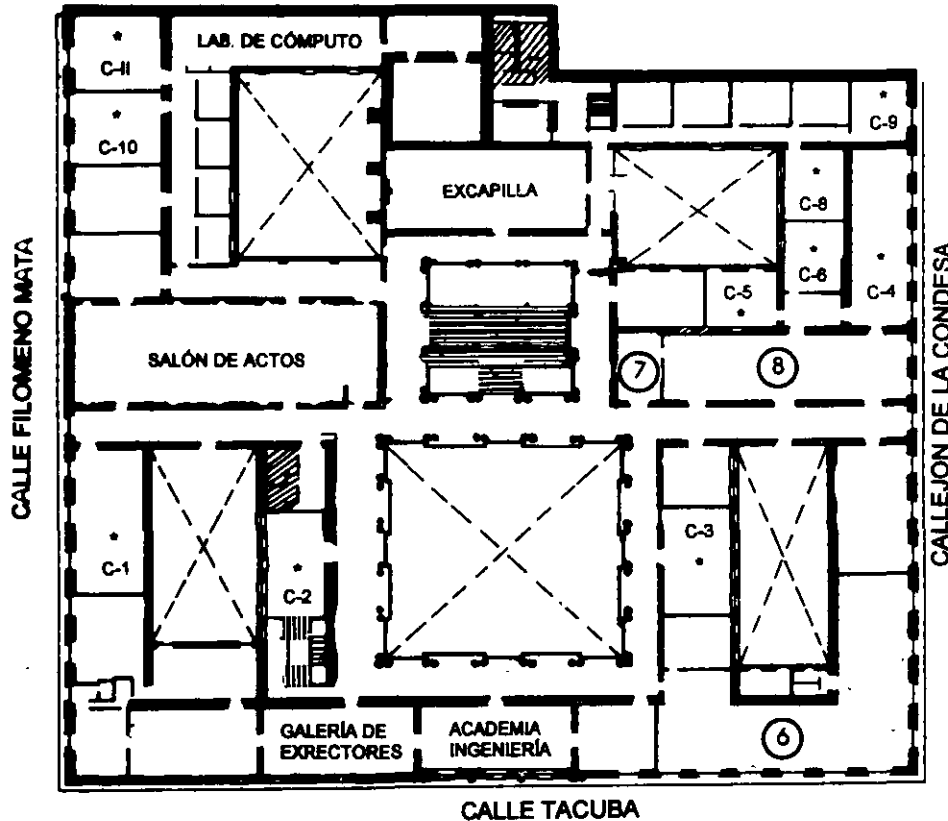 LAB. DE CÓMPUTO
*
C-II
*
C-10
*
C-9
EXCAPILLA
*
C-8
*
C-6
*
C-4
C-5
*
SALÓN DE ACTOS
7
8
CALLE FILOMENO MATA
CALLEJON DE LA CONDESA
*
C-1
*
C-2
C-3
*
GALERÍA DE
EXRECTORES
ACADEMIA
INGENIERÍA
6
CALLE TACUBA